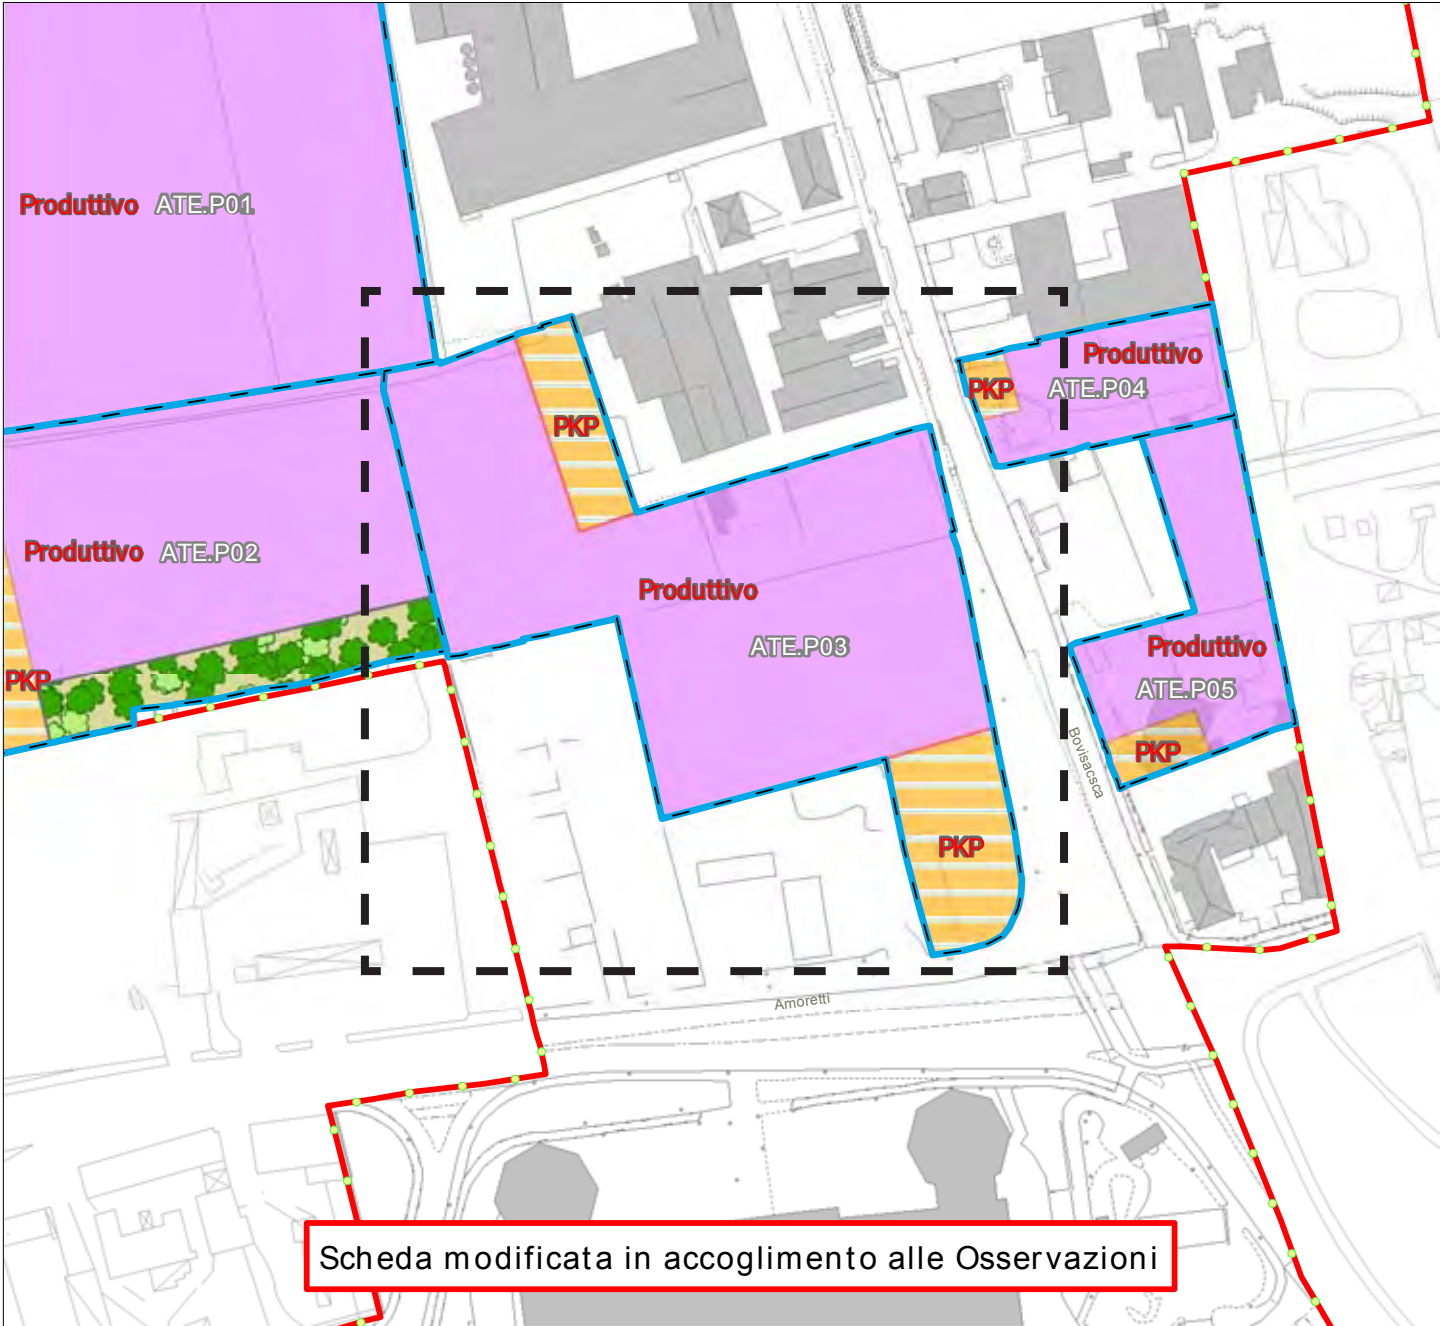 Produttivo ATE.P01
Produttivo
PKP
ATE.P04
PKP
Produttivo ATE.P02
Produttivo
ATE.P03
Produttivo
ATE.P05
PKP
PKP
Bovisacsca
PKP
Amoretti
Scheda modificata in accoglimento alle Osservazioni